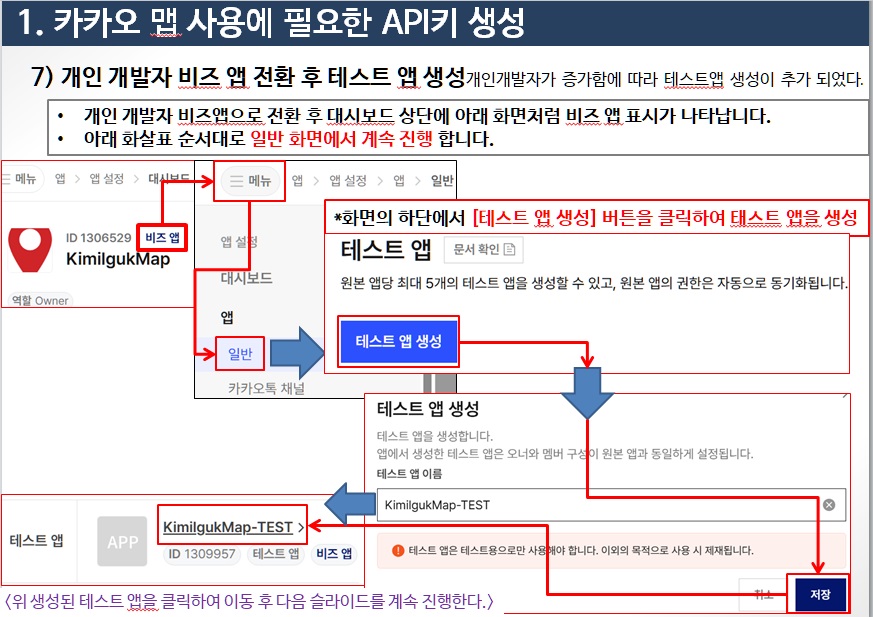 1. 카카오 맵 사용에 필요한 API키 생성
7) 개인 개발자 비즈 앱 전환 후 테스트 앱 생성개인개발자가 증가함에 따라 테스트앱 생성이 추가 되었다.
• 개인 개발자 비즈앱으로 전환 후 대시보드 상단에 아래 화면처럼 비즈 앱 표시가 나타납니다.
• 아래 화살표 순서대로 일반 화면에서 계속 진행 합니다.
메뉴 앱 > 앱 설정 > 대시보드
ID 1306529 비즈 앱
KimilgukMap
역할 Owner
메뉴 앱 > 앱 설정 > 앱 > 일반
앱 설정
대시보드
앱
일반
카카오톡 채널
*화면의 하단에서 [테스트 앱 생성] 버튼을 클릭하여 태스트 앱을 생성
테스트 앱 문서 확인
원본 앱당 최대 5개의 테스트 앱을 생성할 수 있고, 원본 앱의 권한은 자동으로 동기화됩니다.
테스트 앱 생성
테스트 앱 생성
테스트 앱을 생성합니다.
앱에서 생성한 테스트 앱은 오너와 멤버 구성이 원본 앱과 동일하게 설정됩니다.
테스트 앱 이름
KimilgukMap-TEST
테스트 앱은 테스트용으로만 사용해야 합니다. 이외의 목적으로 사용 시 제재됩니다.
취소 저장
테스트 앱
APP
KimilgukMap-TEST >
ID 1309957 테스트 앱 비즈 앱
<위 생성된 테스트 앱을 클릭하여 이동 후 다음 슬라이드를 계속 진행한다.>